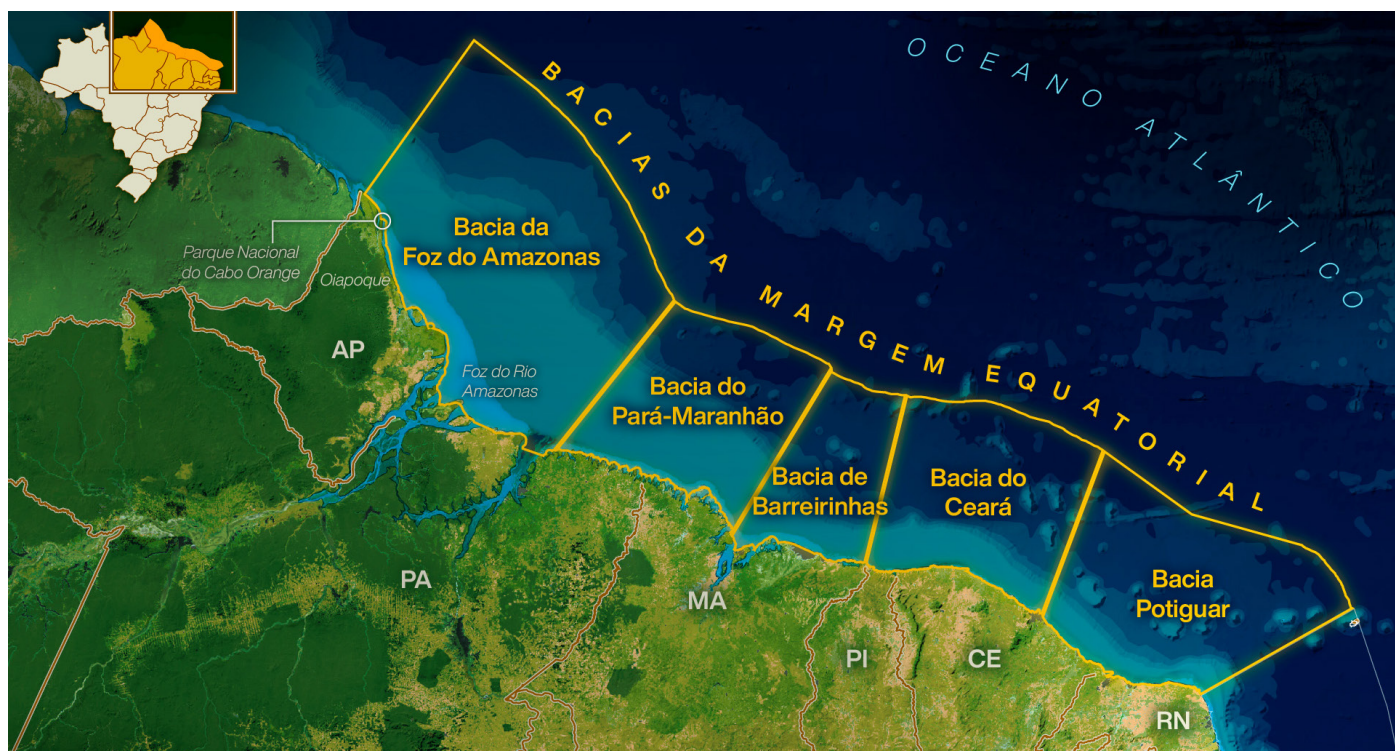 OCEANO ATLÂNTICO
BACIAS DA MARGEM EQUATORIAL
Bacia da
Foz do Amazonas
Parque Nacional
do Cabo Orange
Oiapoque
AP
Foz do Rio
Amazonas
Bacia do
Pará-Maranhão
Bacia de
Barreirinhas
Bacia do
Ceará
Bacia
Potiguar
PA
MA
PI
CE
RN